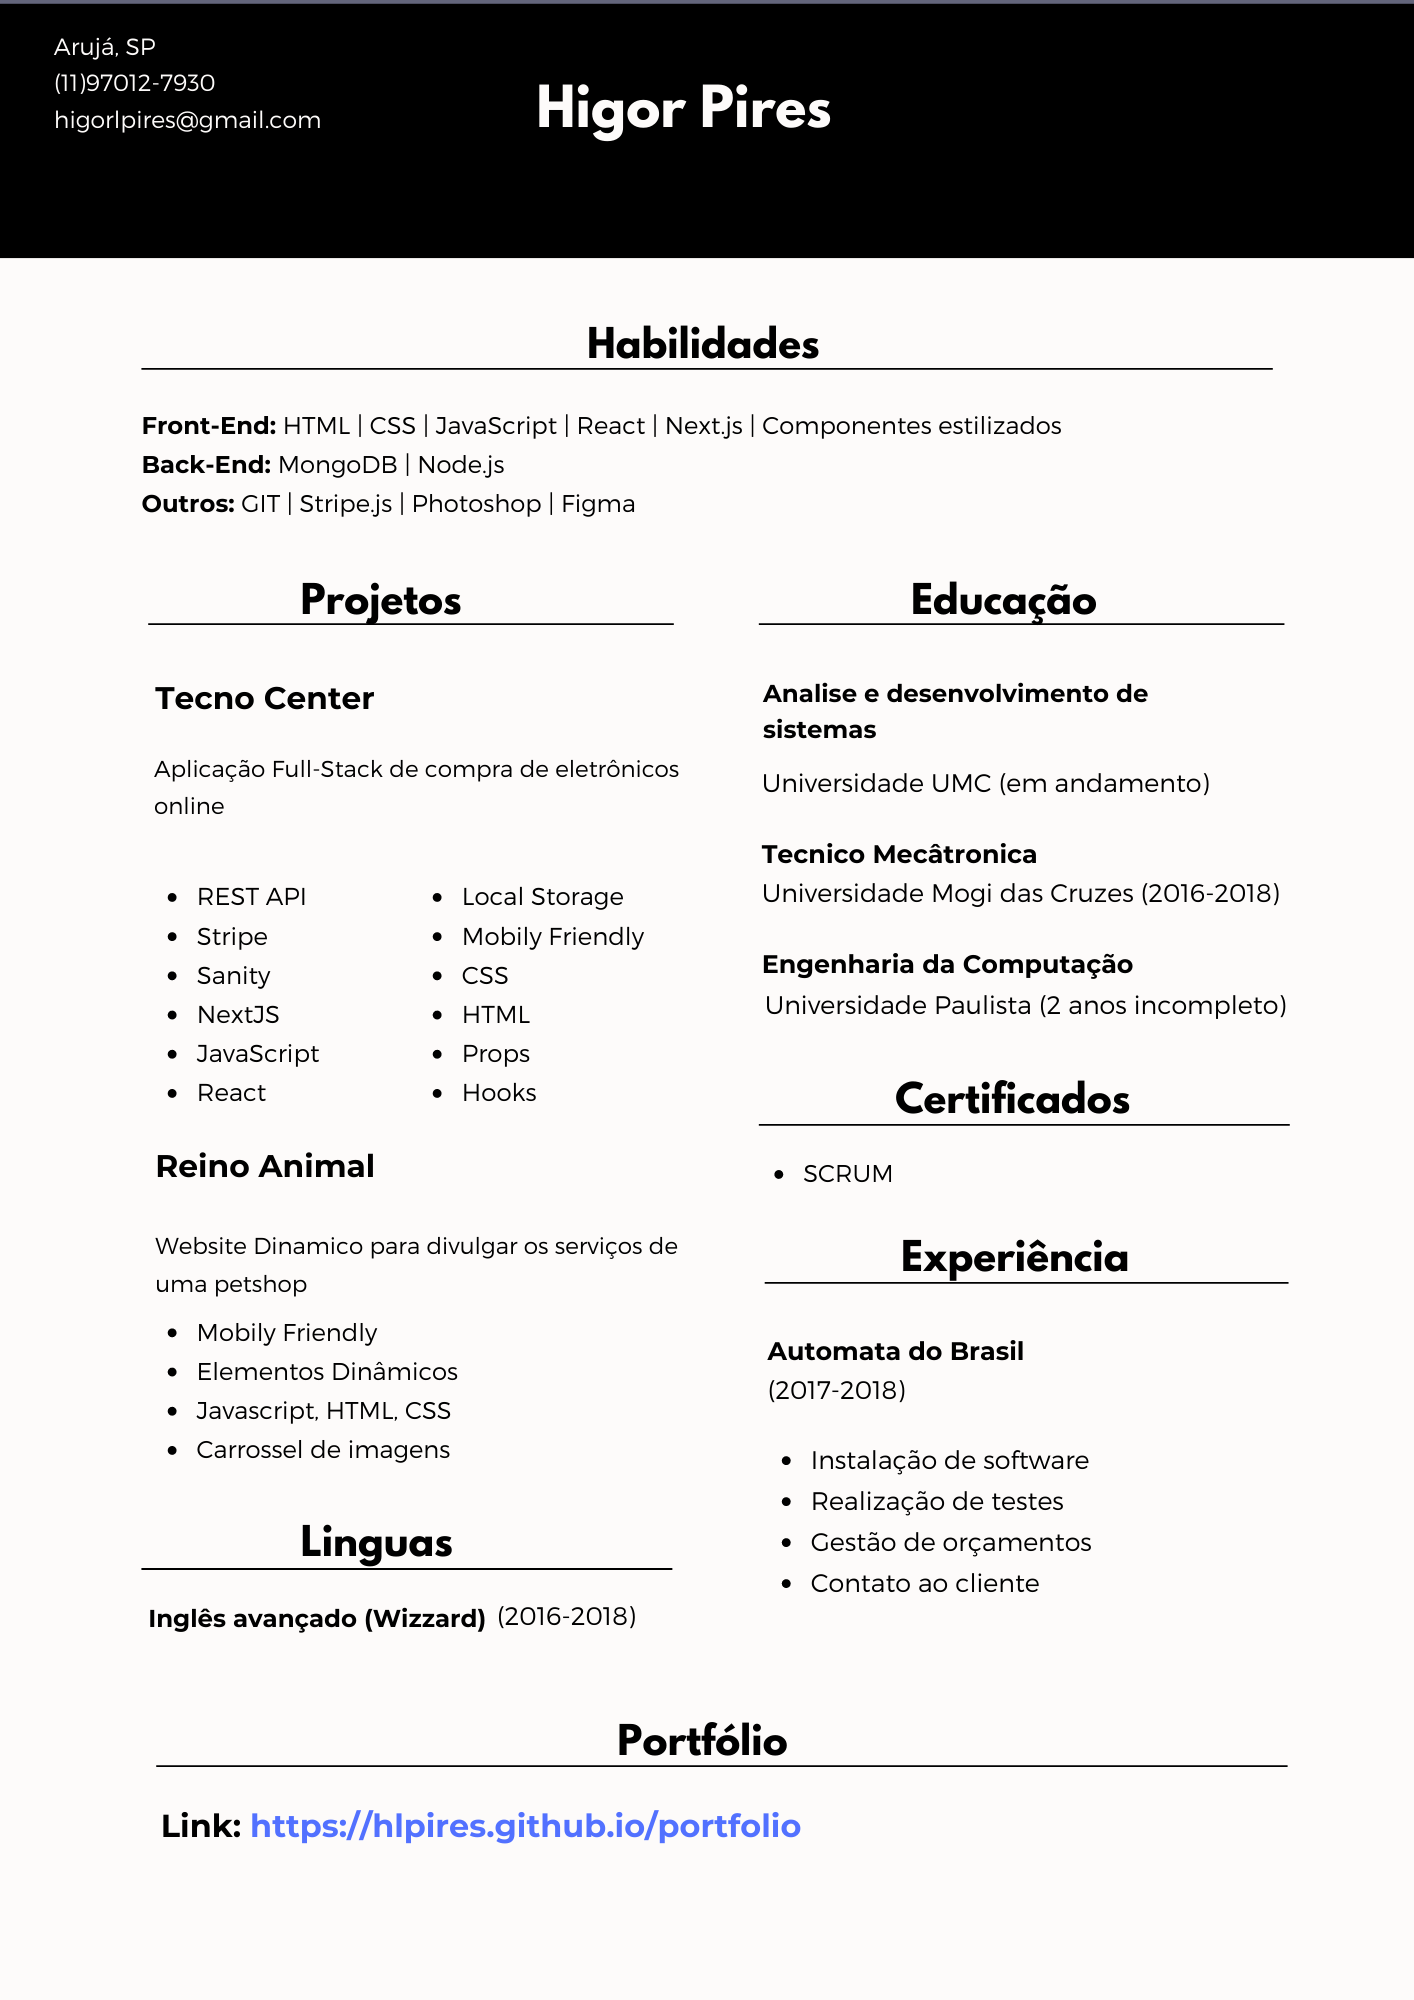 Arujá, SP
(11)97012-7930
higorlpires@gmail.com
Higor Pires
Habilidades
Front-End: HTML | CSS | JavaScript | React | Next.js | Componentes estilizados
Back-End: MongoDB | Node.js
Outros: GIT | Stripe.js | Photoshop | Figma
Projetos
Tecno Center
Aplicação Full-Stack de compra de eletrônicos
online
• REST API
• Stripe
• Sanity
• NextJS
• JavaScript
• React
• Local Storage
• Mobily Friendly
• CSS
• HTML
• Props
• Hooks
Reino Animal
Website Dinamico para divulgar os serviços de
uma petshop
• Mobily Friendly
• Elementos Dinâmicos
• Javascript, HTML, CSS
• Carrossel de imagens
Linguas
Inglês avançado (Wizzard) (2016-2018)
Educação
Analise e desenvolvimento de
sistemas
Universidade UMC (em andamento)
Tecnico Mecâtronica
Universidade Mogi das Cruzes (2016-2018)
Engenharia da Computação
Universidade Paulista (2 anos incompleto)
Certificados
• SCRUM
Experiência
Automata do Brasil
(2017-2018)
• Instalação de software
• Realização de testes
• Gestão de orçamentos
• Contato ao cliente
Portfólio
Link: https://hlpires.github.io/portfolio